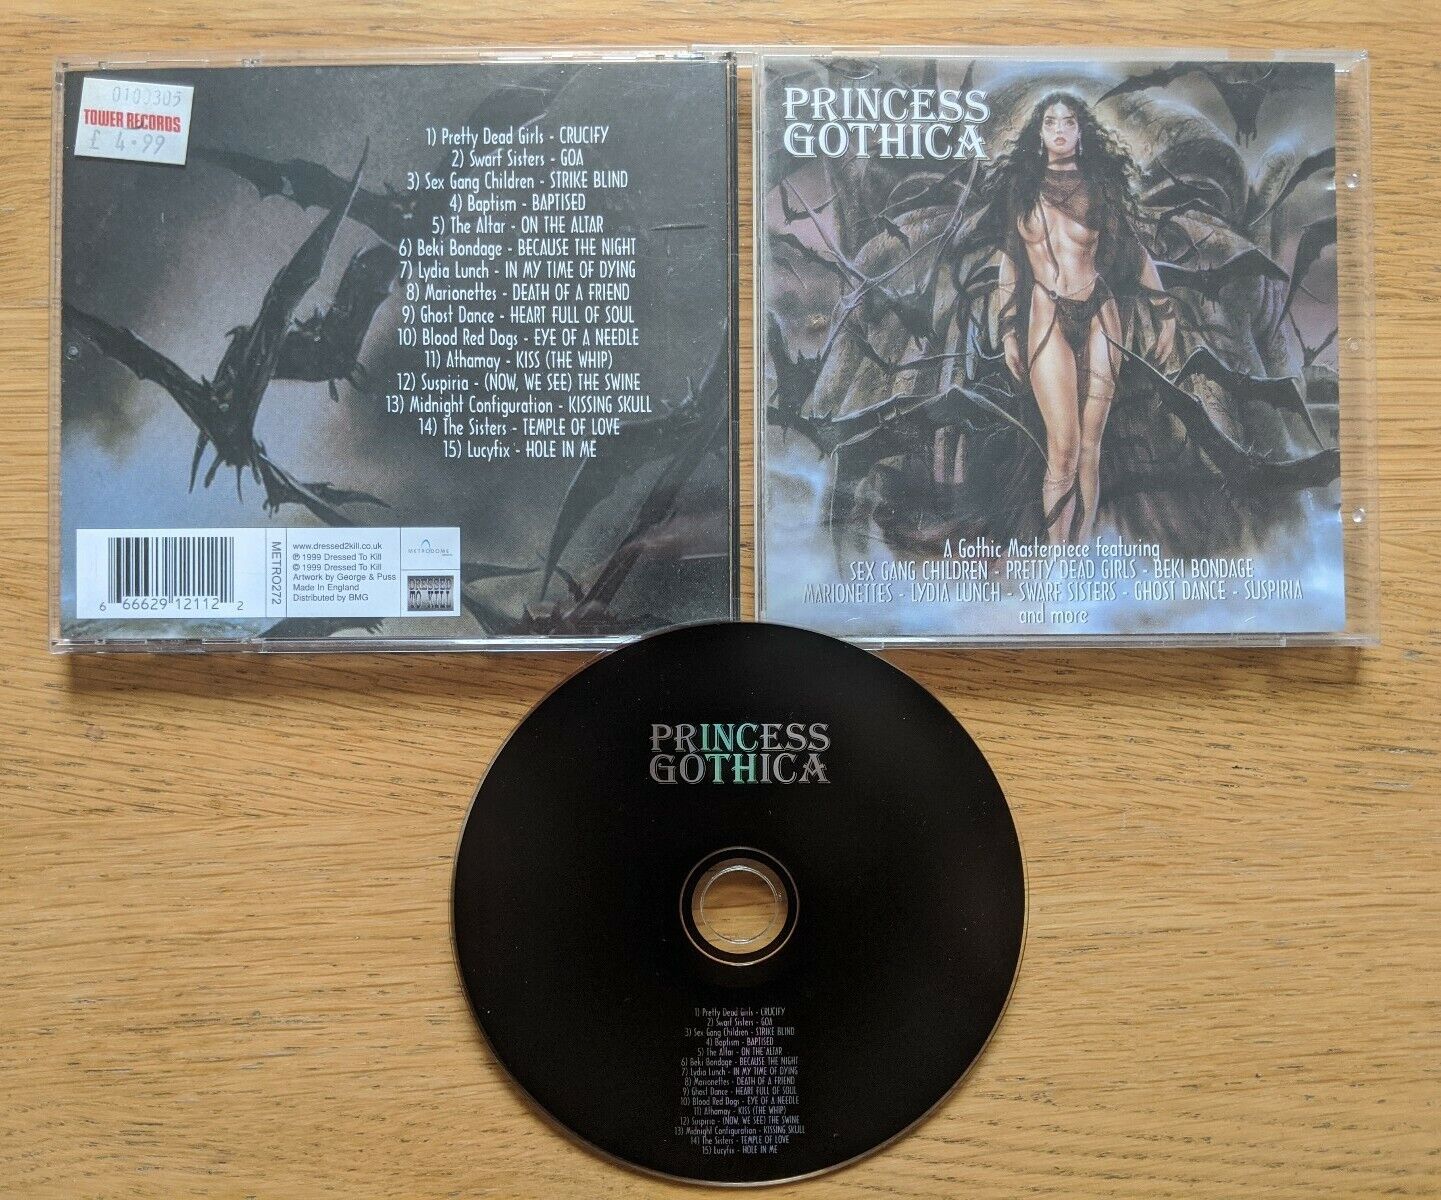 0100305
TOWER RECORDS
£ 4.99
1) Pretty Dead Girls - CRUCIFY
2) Swarf Sisters - GOA
3) Sex Gang Children - STRIKE BLIND
4) Baptism - BAPTISED
5) The Altar - ON THE ALTAR
6) Beki Bondage - BECAUSE THE NIGHT
7) Lydia Lunch - IN MY TIME OF DYING
8) Marionettes - DEATH OF A FRIEND
9) Ghost Dance - HEART FULL OF SOUL
10) Blood Red Dogs - EYE OF A NEEDLE
11) Athamay - KISS (THE WHIP)
12) Suspiria - (NOW, WE SEE) THE SWINE
13) Midnight Configuration - KISSING SKULL
14) The Sisters - TEMPLE OF LOVE
15) Lucyfix - HOLE IN ME
6 66629 12112 2
METRO272
www.dressed2kill.co.uk
℗ 1999 Dressed To Kill
© 1999 Dressed To Kill
Artwork by George & Puss
Made In England
Distributed by BMG
METRODOME
DRESSED
TO KILL
PRINCESS
GOTHICA
A Gothic Masterpiece featuring
SEX GANG CHILDREN - PRETTY DEAD GIRLS - BEKI BONDAGE
MARIONETTES - LYDIA LUNCH - SWARF SISTERS - GHOST DANCE - SUSPIRIA
and more
PRINCESS
GOTHICA
1) Pretty Dead Girls - CRUCIFY
2) Swarf Sisters - GOA
3) Sex Gang Children - STRIKE BLIND
4) Baptism - BAPTISED
5) The Altar - ON THE ALTAR
6) Beki Bondage - BECAUSE THE NIGHT
7) Lydia Lunch - IN MY TIME OF DYING
8) Marionettes - DEATH OF A FRIEND
9) Ghost Dance - HEART FULL OF SOUL
10) Blood Red Dogs - EYE OF A NEEDLE
11) Athamay - KISS (THE WHIP)
12) Suspiria - (NOW, WE SEE) THE SWINE
13) Midnight Configuration - KISSING SKULL
14) The Sisters - TEMPLE OF LOVE
15) Lucyfix - HOLE IN ME